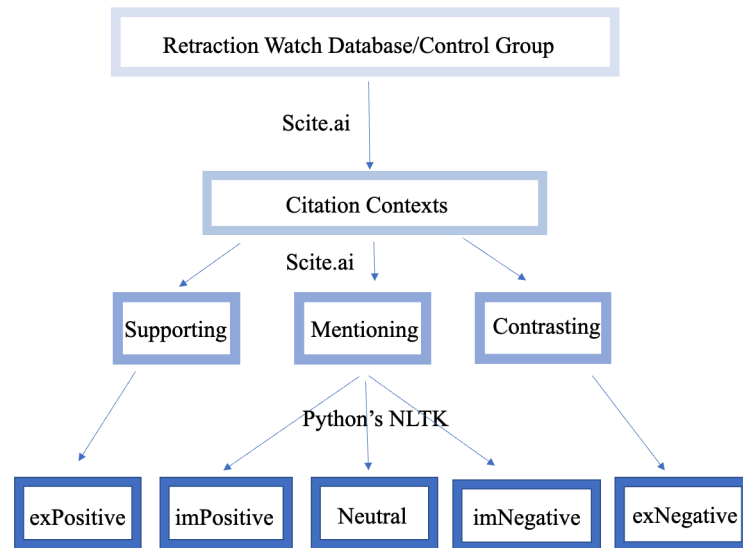 Retraction Watch Database/Control Group
Scite.ai
Citation Contexts
Scite.ai
Supporting
Mentioning
Contrasting
Python's NLTK
exPositive
imPositive
Neutral
imNegative
exNegative